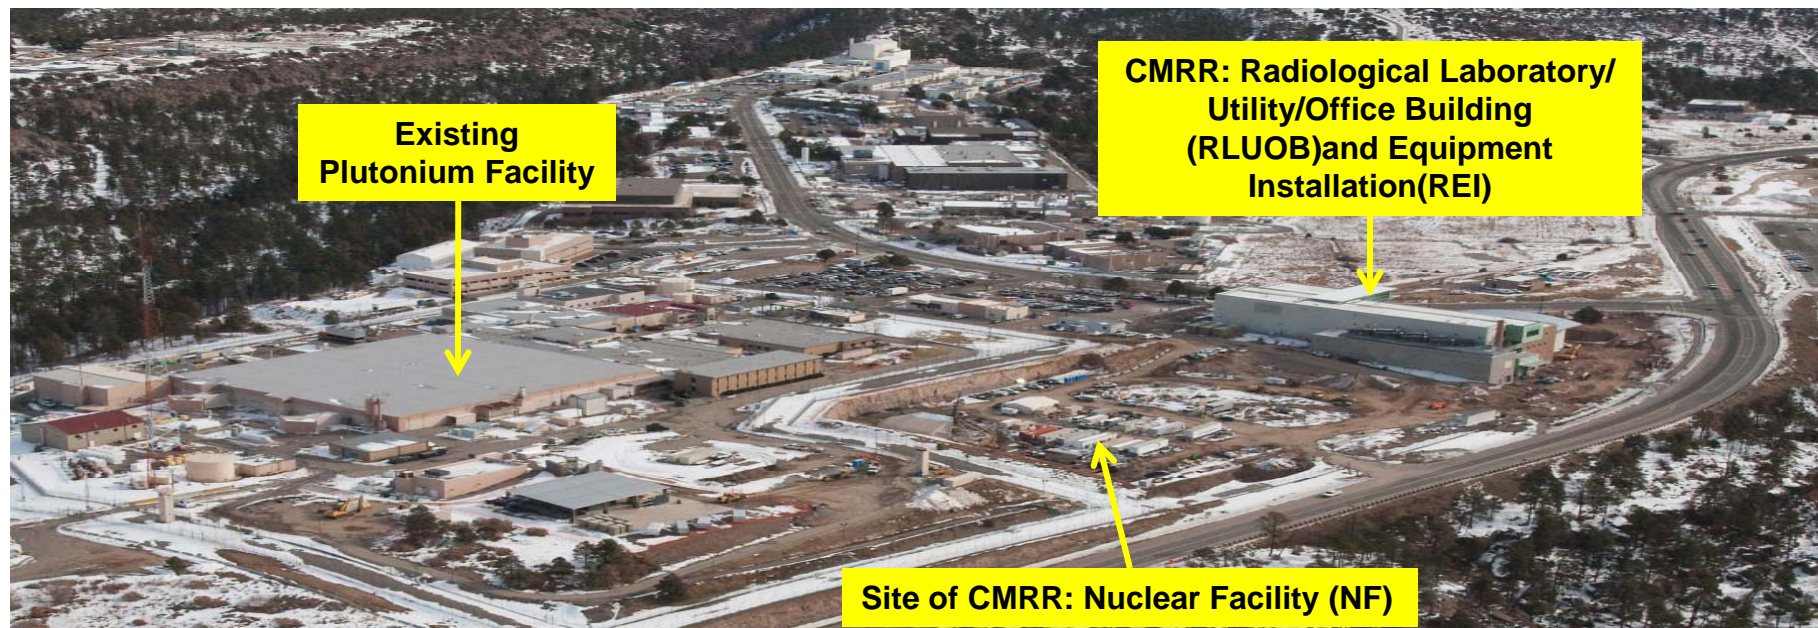 Existing
Plutonium Facility
CMRR: Radiological Laboratory/
Utility/Office Building
(RLUOB)and Equipment
Installation(REI)
Site of CMRR: Nuclear Facility (NF)